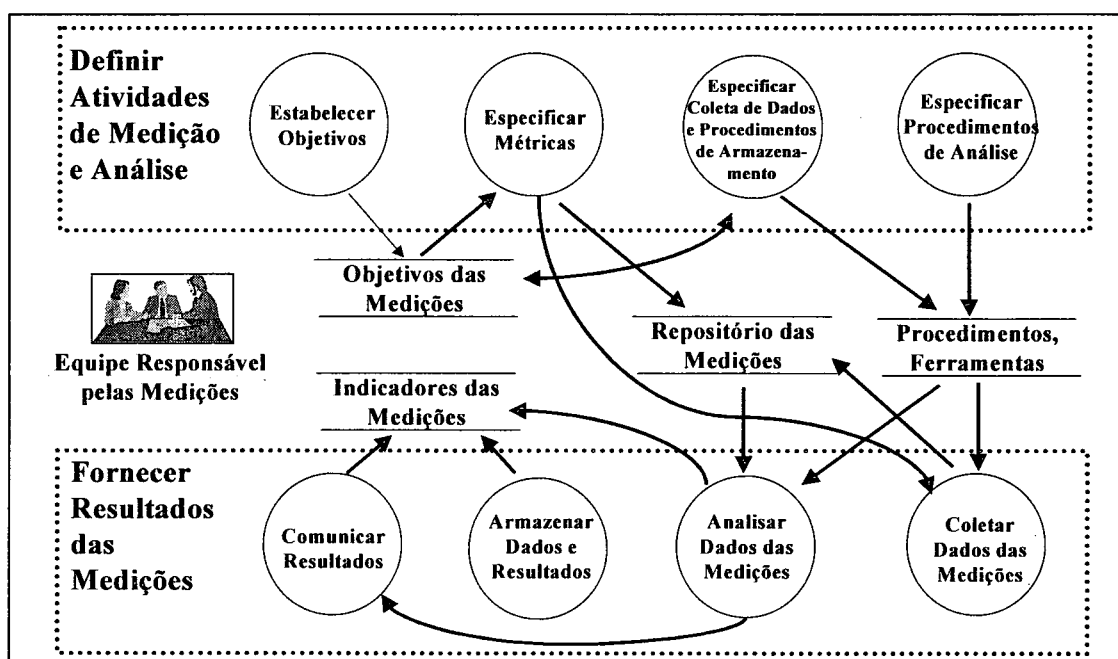 Definir
Atividades
de Medição
e Análise
Estabelecer
Objetivos
Especificar
Métricas
Especificar
Coleta de Dados
e Procedimentos
de Armazena-
mento
Especificar
Procedimentos
de Análise
Objetivos das
Medições
Equipe Responsável
pelas Medições
Repositório das
Medições
Procedimentos,
Ferramentas
Indicadores das
Medições
Fornecer
Resultados
das
Medições
Comunicar
Resultados
Armazenar
Dados e
Resultados
Analisar
Dados das
Medições
Coletar
Dados das
Medições